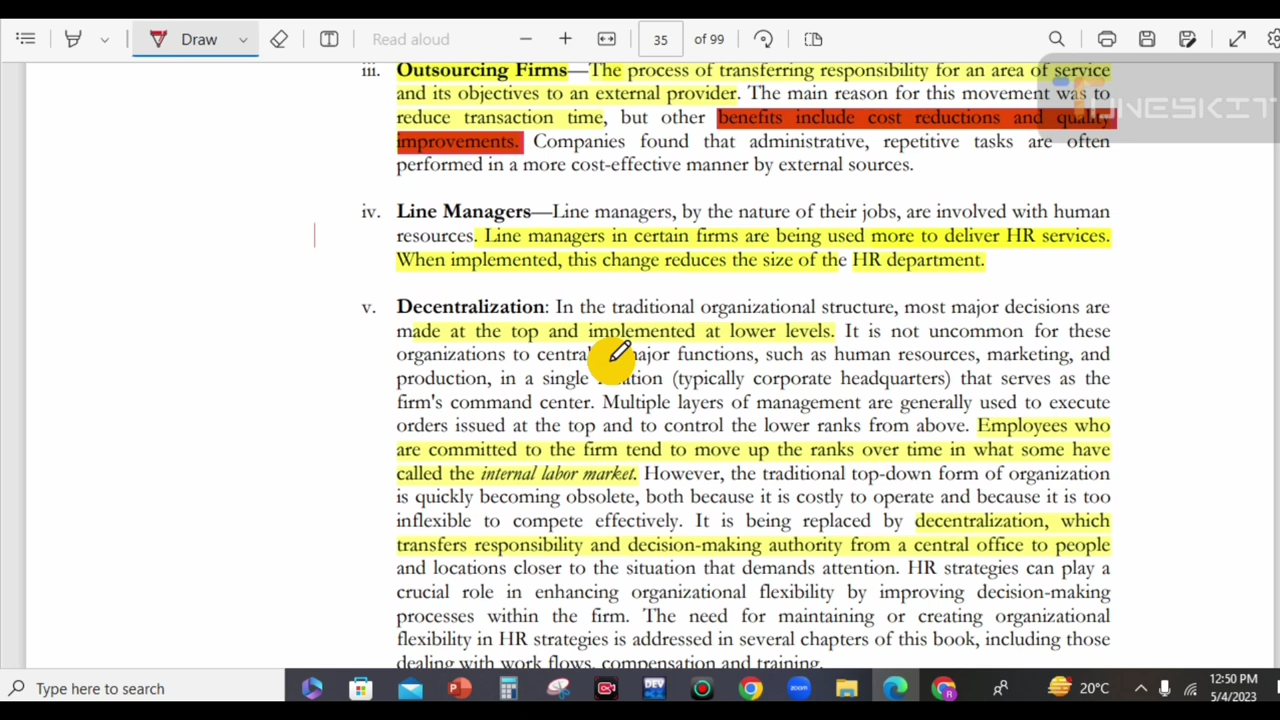 Draw
Read aloud
35
of 99
iii. Outsourcing Firms—The process of transferring responsibility for an area of service
and its objectives to an external provider. The main reason for this movement was to
reduce transaction time, but other benefits include cost reductions and quality
improvements. Companies found that administrative, repetitive tasks are often
performed in a more cost-effective manner by external sources.
iv. Line Managers—Line managers, by the nature of their jobs, are involved with human
resources. Line managers in certain firms are being used more to deliver HR services.
When implemented, this change reduces the size of the HR department.
v. Decentralization: In the traditional organizational structure, most major decisions are
made at the top and implemented at lower levels. It is not uncommon for these
organizations to functions, such as human resources, marketing, and
production, in a single (typically corporate headquarters) that serves as the
firm's command center. Multiple layers of management are generally used to execute
orders issued at the top and to control the lower ranks from above. Employees who
are committed to the firm tend to move up the ranks over time in what some have
called the internal labor market. However, the traditional top-down form of organization
is quickly becoming obsolete, both because it is costly to operate and because it is too
inflexible to compete effectively. It is being replaced by decentralization, which
transfers responsibility and decision-making authority from a central office to people
and locations closer to the situation that demands attention. HR strategies can play a
crucial role in enhancing organizational flexibility by improving decision-making
processes within the firm. The need for maintaining or creating organizational
flexibility in HR strategies is addressed in several chapters of this book, including those
dealing with work flows, compensation and training.
Type here to search
DEV
zoom
20°C
12:50 PM
5/4/2023